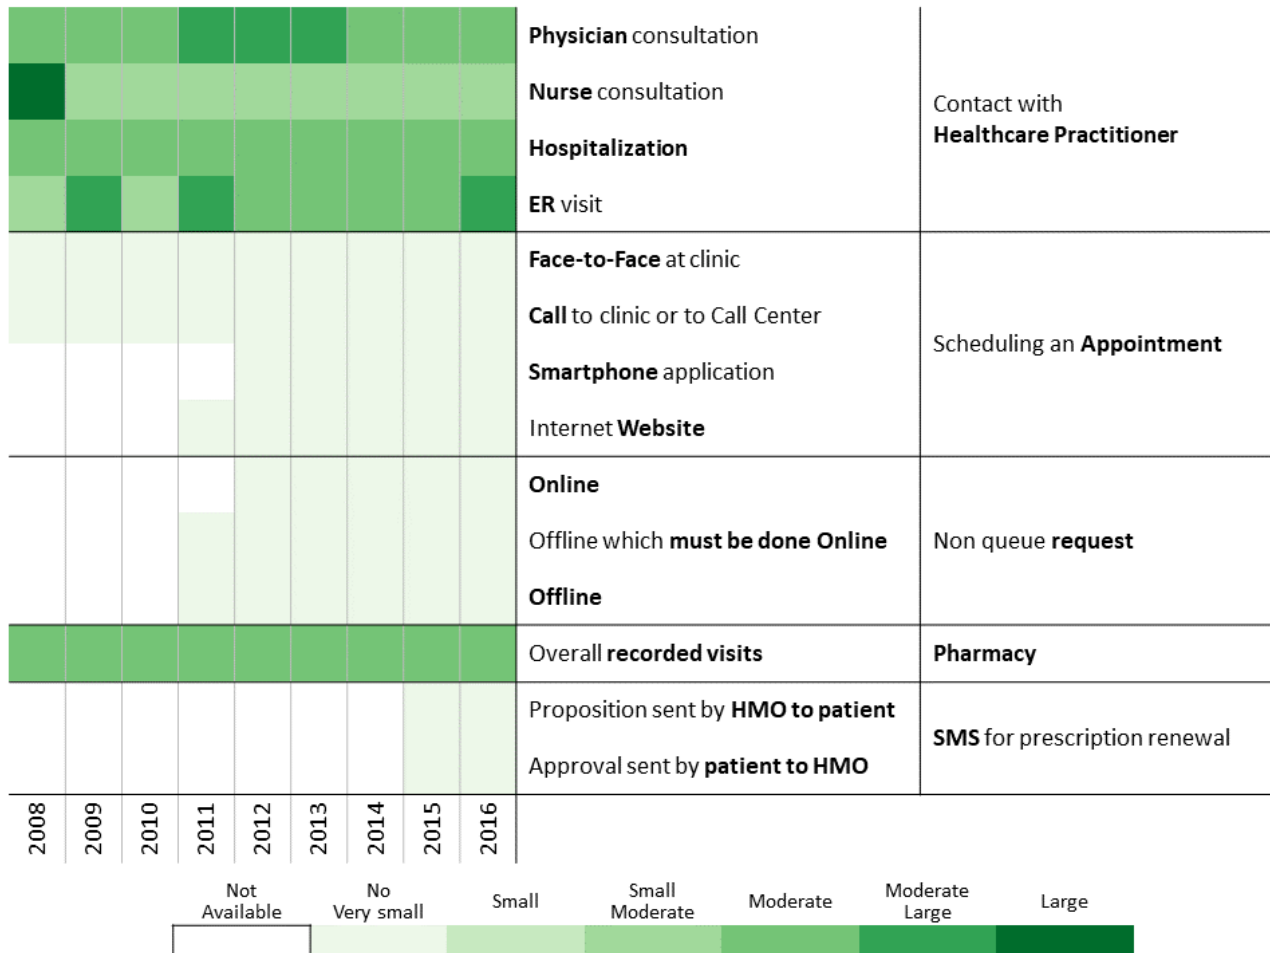 Physician consultation
Nurse consultation
Hospitalization
ER visit
Contact with
Healthcare Practitioner
Face-to-Face at clinic
Call to clinic or to Call Center
Smartphone application
Internet Website
Scheduling an Appointment
Online
Offline which must be done Online
Offline
Non queue request
Overall recorded visits
Pharmacy
Proposition sent by HMO to patient
Approval sent by patient to HMO
SMS for prescription renewal
2008
2009
2010
2011
2012
2013
2014
2015
2016
Not
Available
No
Very small
Small
Small
Moderate
Moderate
Moderate
Large
Large